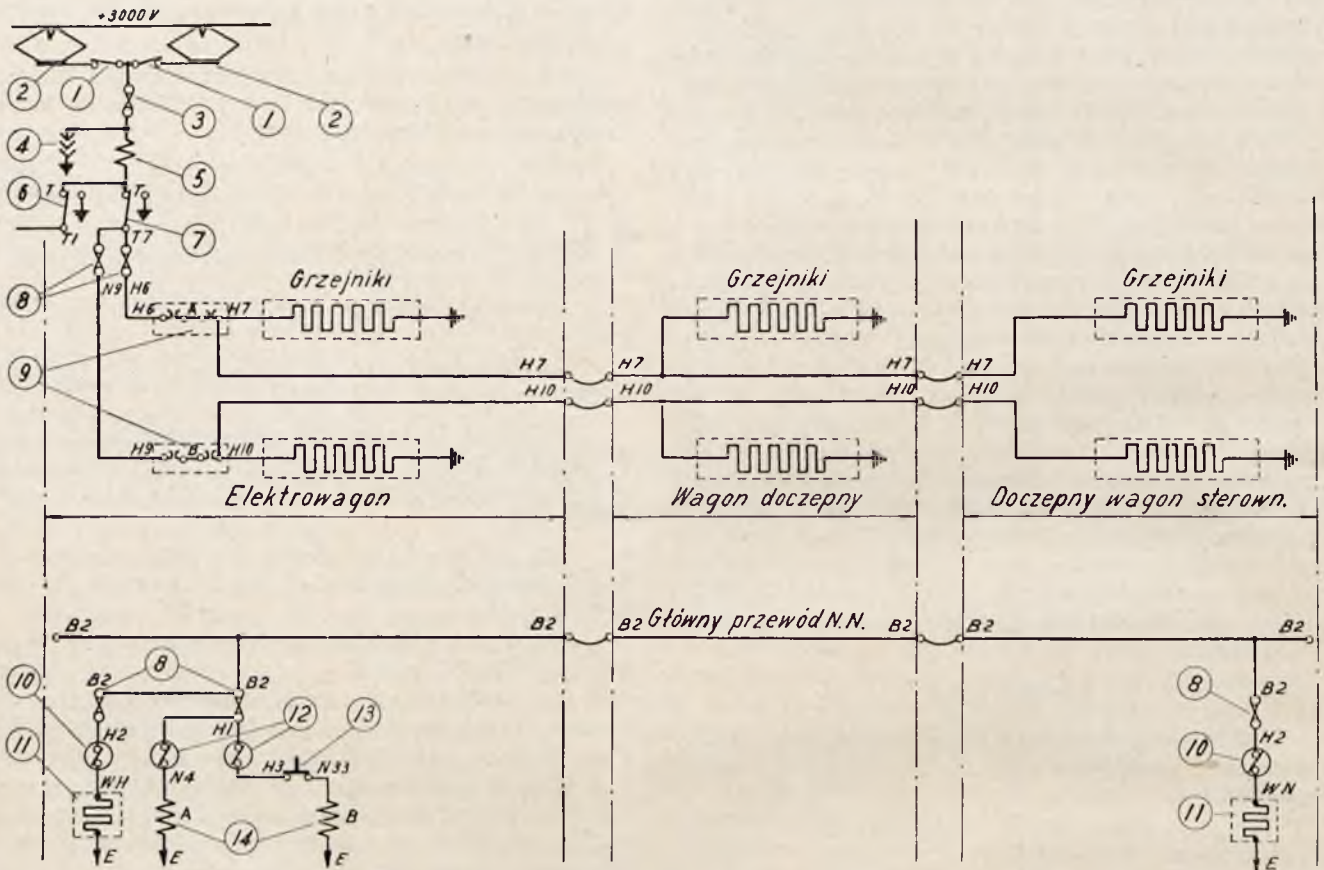 +3000 V
2 1 3 1 2
4
5
6 T T
T1 T7 7
8 N9 H6
Grzejniki Grzejniki Grzejniki
H6 A H7
9
H7 H7 H7 H7
H10 H10 H10 H10
H9 B H10
Elektrowagon Wagon doczepny Doczepny wagon sterown.
B2 B2 B2 Główny przewód N.N. B2 B2 B2
10 B2 8 B2 12 13 8 B2
11 H2 H1 10 H2
H3 N33
WH N4 WN
A 14 B 11
E E E E